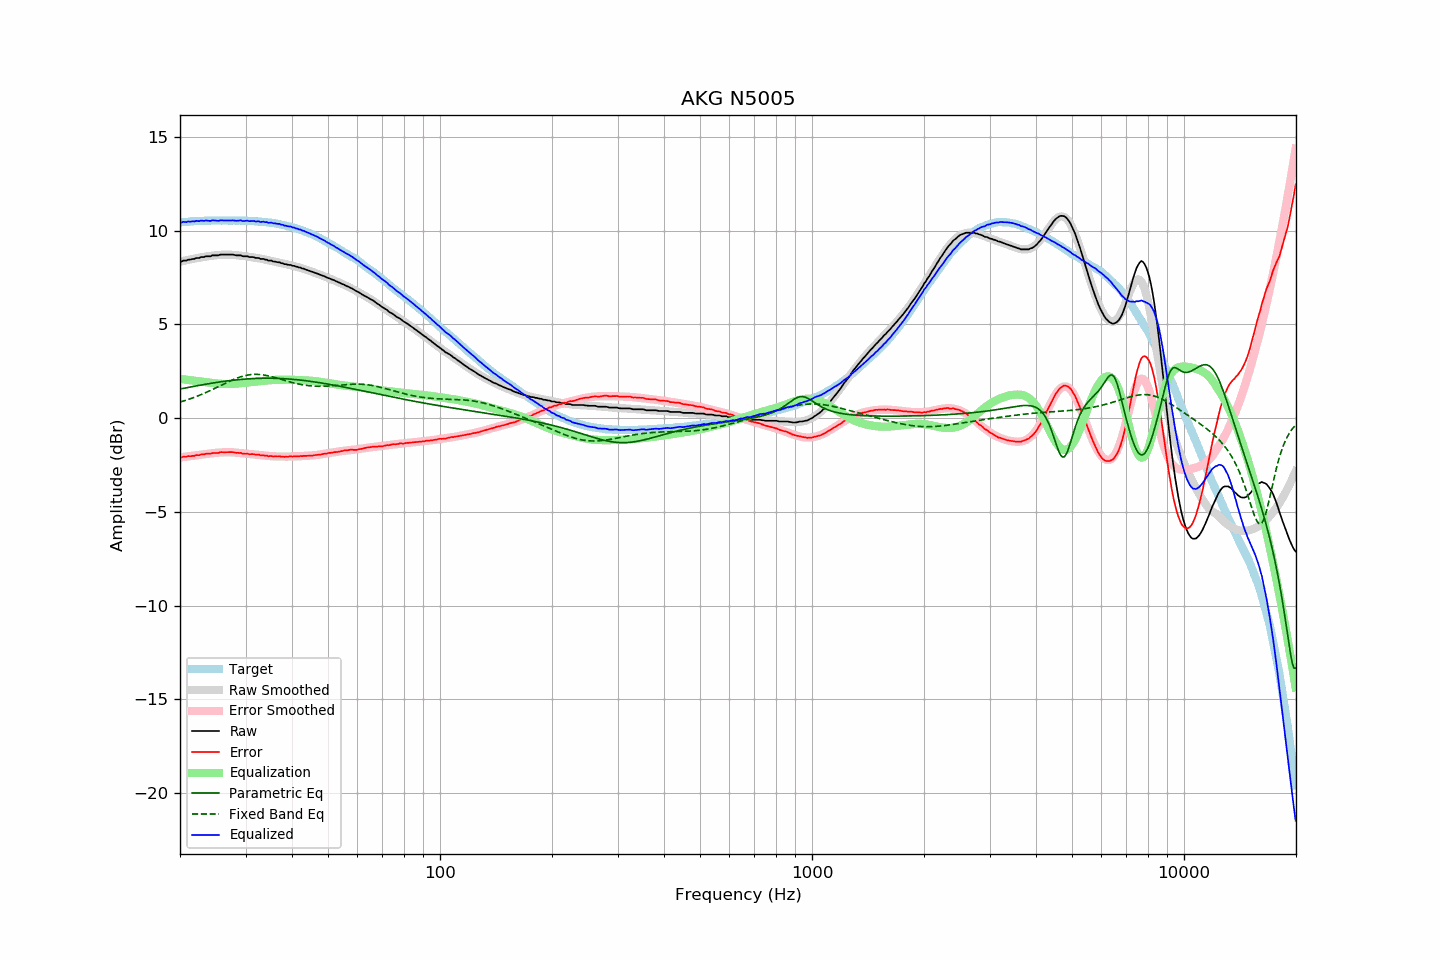 AKG N5005
15
10
5
0
−5
−10
−15
−20
Amplitude (dBr)
Target
Raw Smoothed
Error Smoothed
Raw
Error
Equalization
Parametric Eq
Fixed Band Eq
Equalized
100
1000
10000
Frequency (Hz)